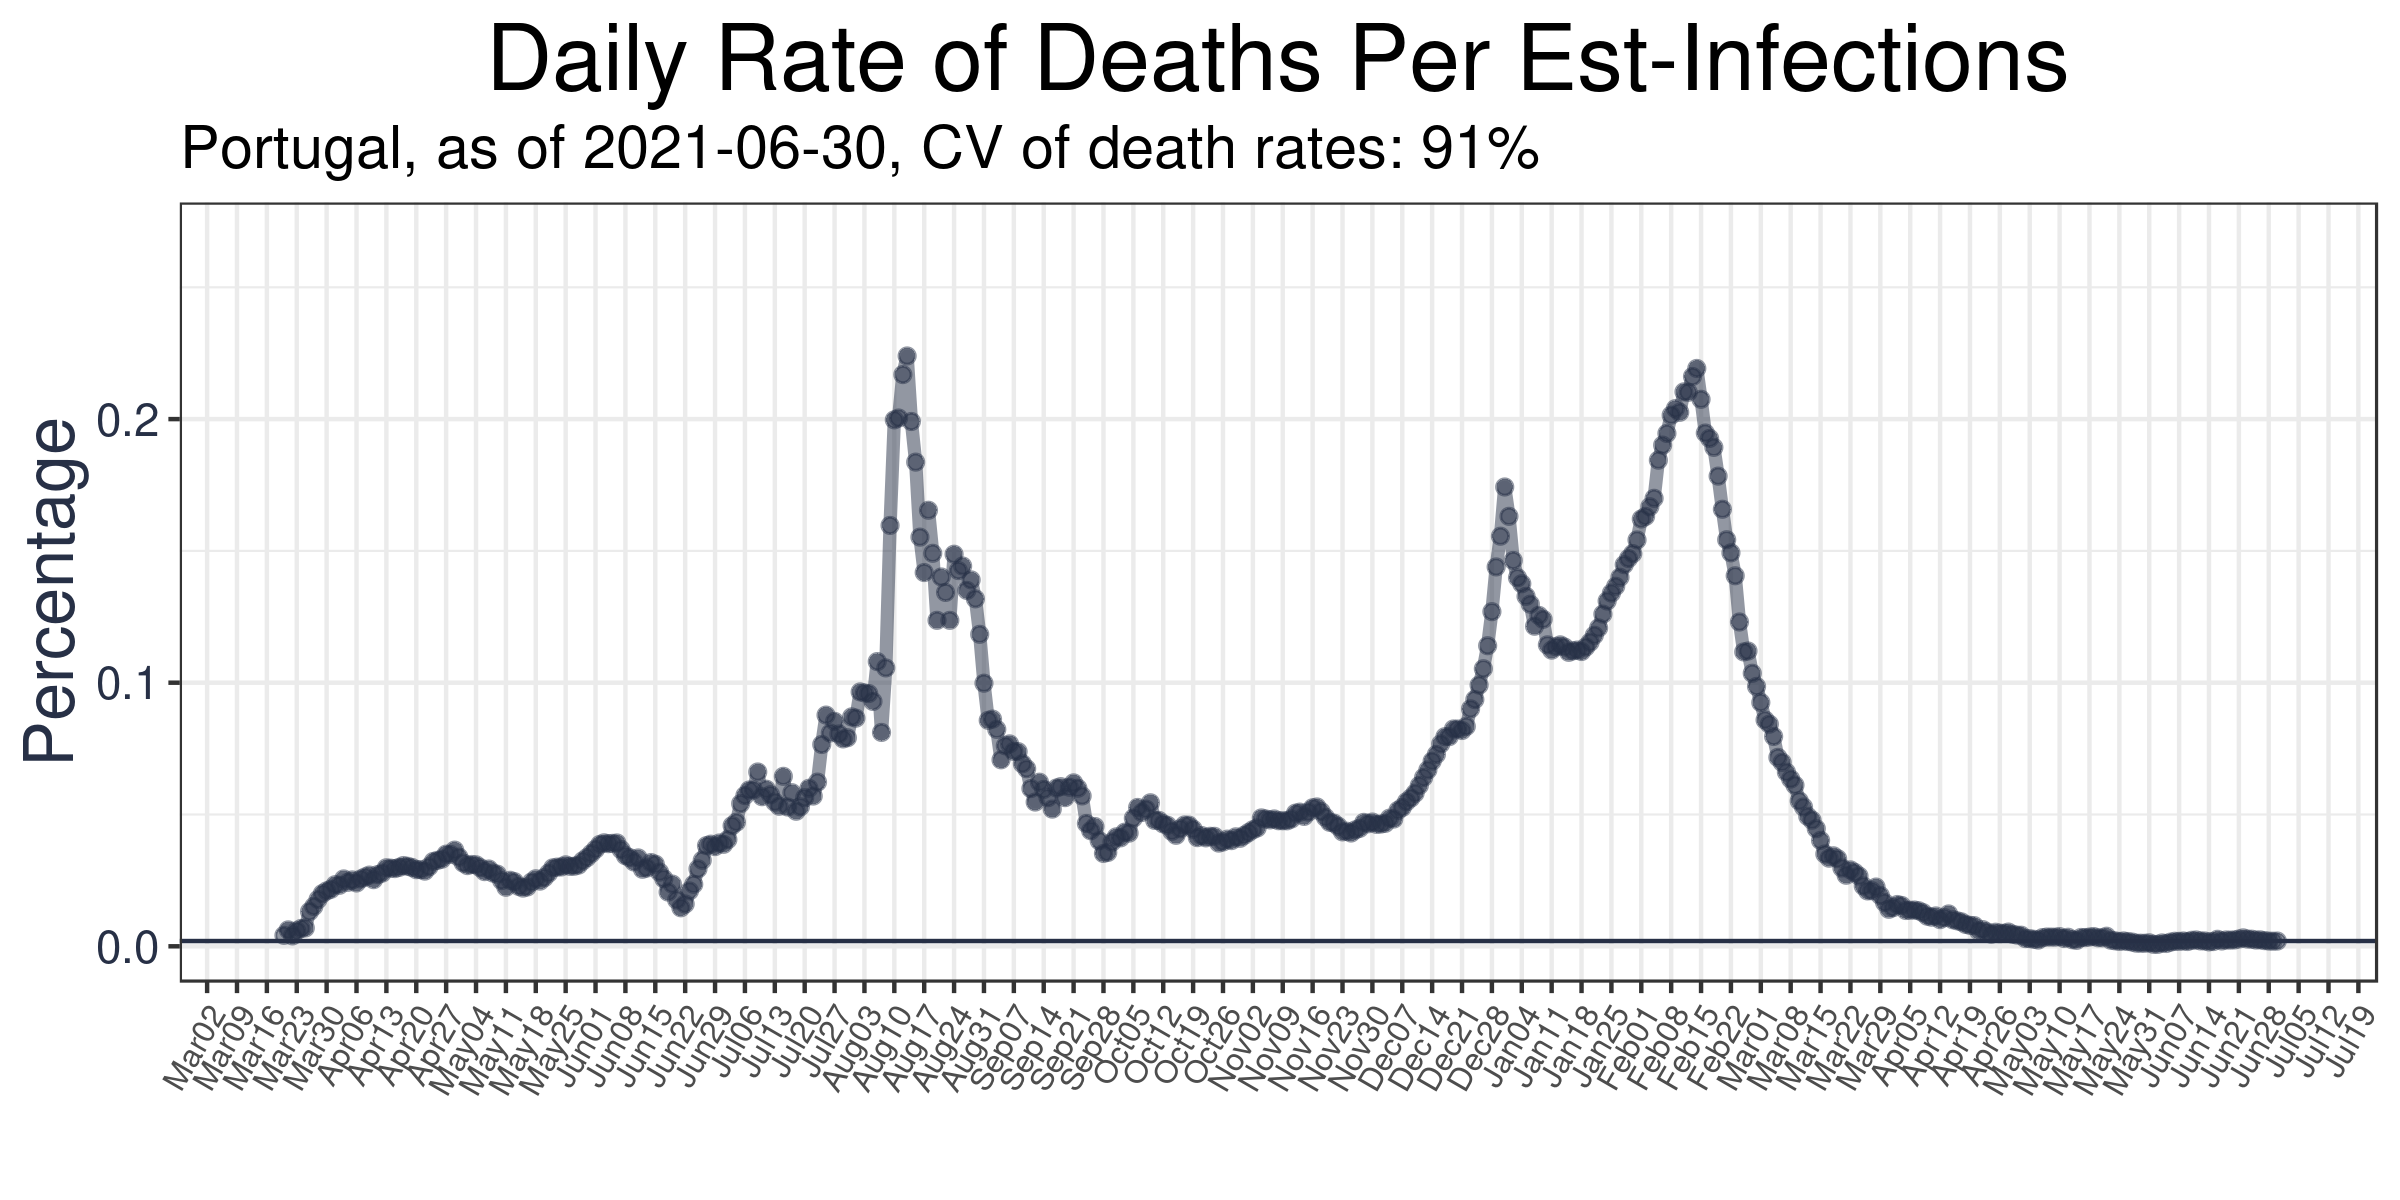 Daily Rate of Deaths Per Est-Infections
Portugal, as of 2021-06-30, CV of death rates: 91%
Percentage
0.2
0.1
0.0
Mar02
Mar09
Mar16
Mar23
Mar30
Apr06
Apr13
Apr20
Apr27
May04
May11
May18
May25
Jun01
Jun08
Jun15
Jun22
Jun29
Jul06
Jul13
Jul20
Jul27
Aug03
Aug10
Aug17
Aug24
Aug31
Sep07
Sep14
Sep21
Sep28
Oct05
Oct12
Oct19
Oct26
Nov02
Nov09
Nov16
Nov23
Nov30
Dec07
Dec14
Dec21
Dec28
Jan04
Jan11
Jan18
Jan25
Feb01
Feb08
Feb15
Feb22
Mar01
Mar08
Mar15
Mar22
Mar29
Apr05
Apr12
Apr19
Apr26
May03
May10
May17
May24
May31
Jun07
Jun14
Jun21
Jun28
Jul05
Jul12
Jul19